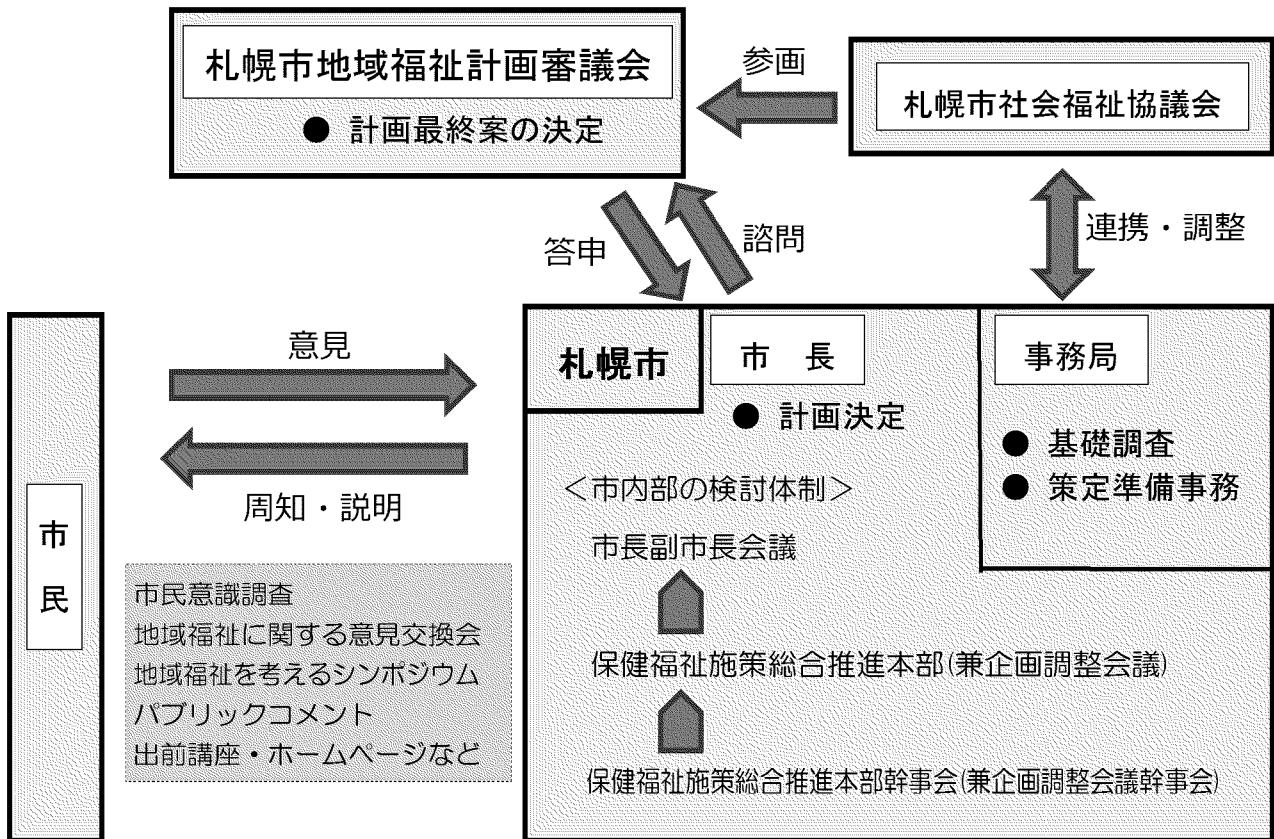 札幌市地域福祉計画審議会
● 計画最終案の決定
参画
札幌市社会福祉協議会
答申
諮問
連携・調整
意見
周知・説明
市民
市民意識調査
地域福祉に関する意見交換会
地域福祉を考えるシンポジウム
パブリックコメント
出前講座・ホームページなど
札幌市
市　長
● 計画決定
＜市内部の検討体制＞
市長副市長会議
保健福祉施策総合推進本部(兼企画調整会議)
保健福祉施策総合推進本部幹事会(兼企画調整会議幹事会)
事務局
● 基礎調査
● 策定準備事務